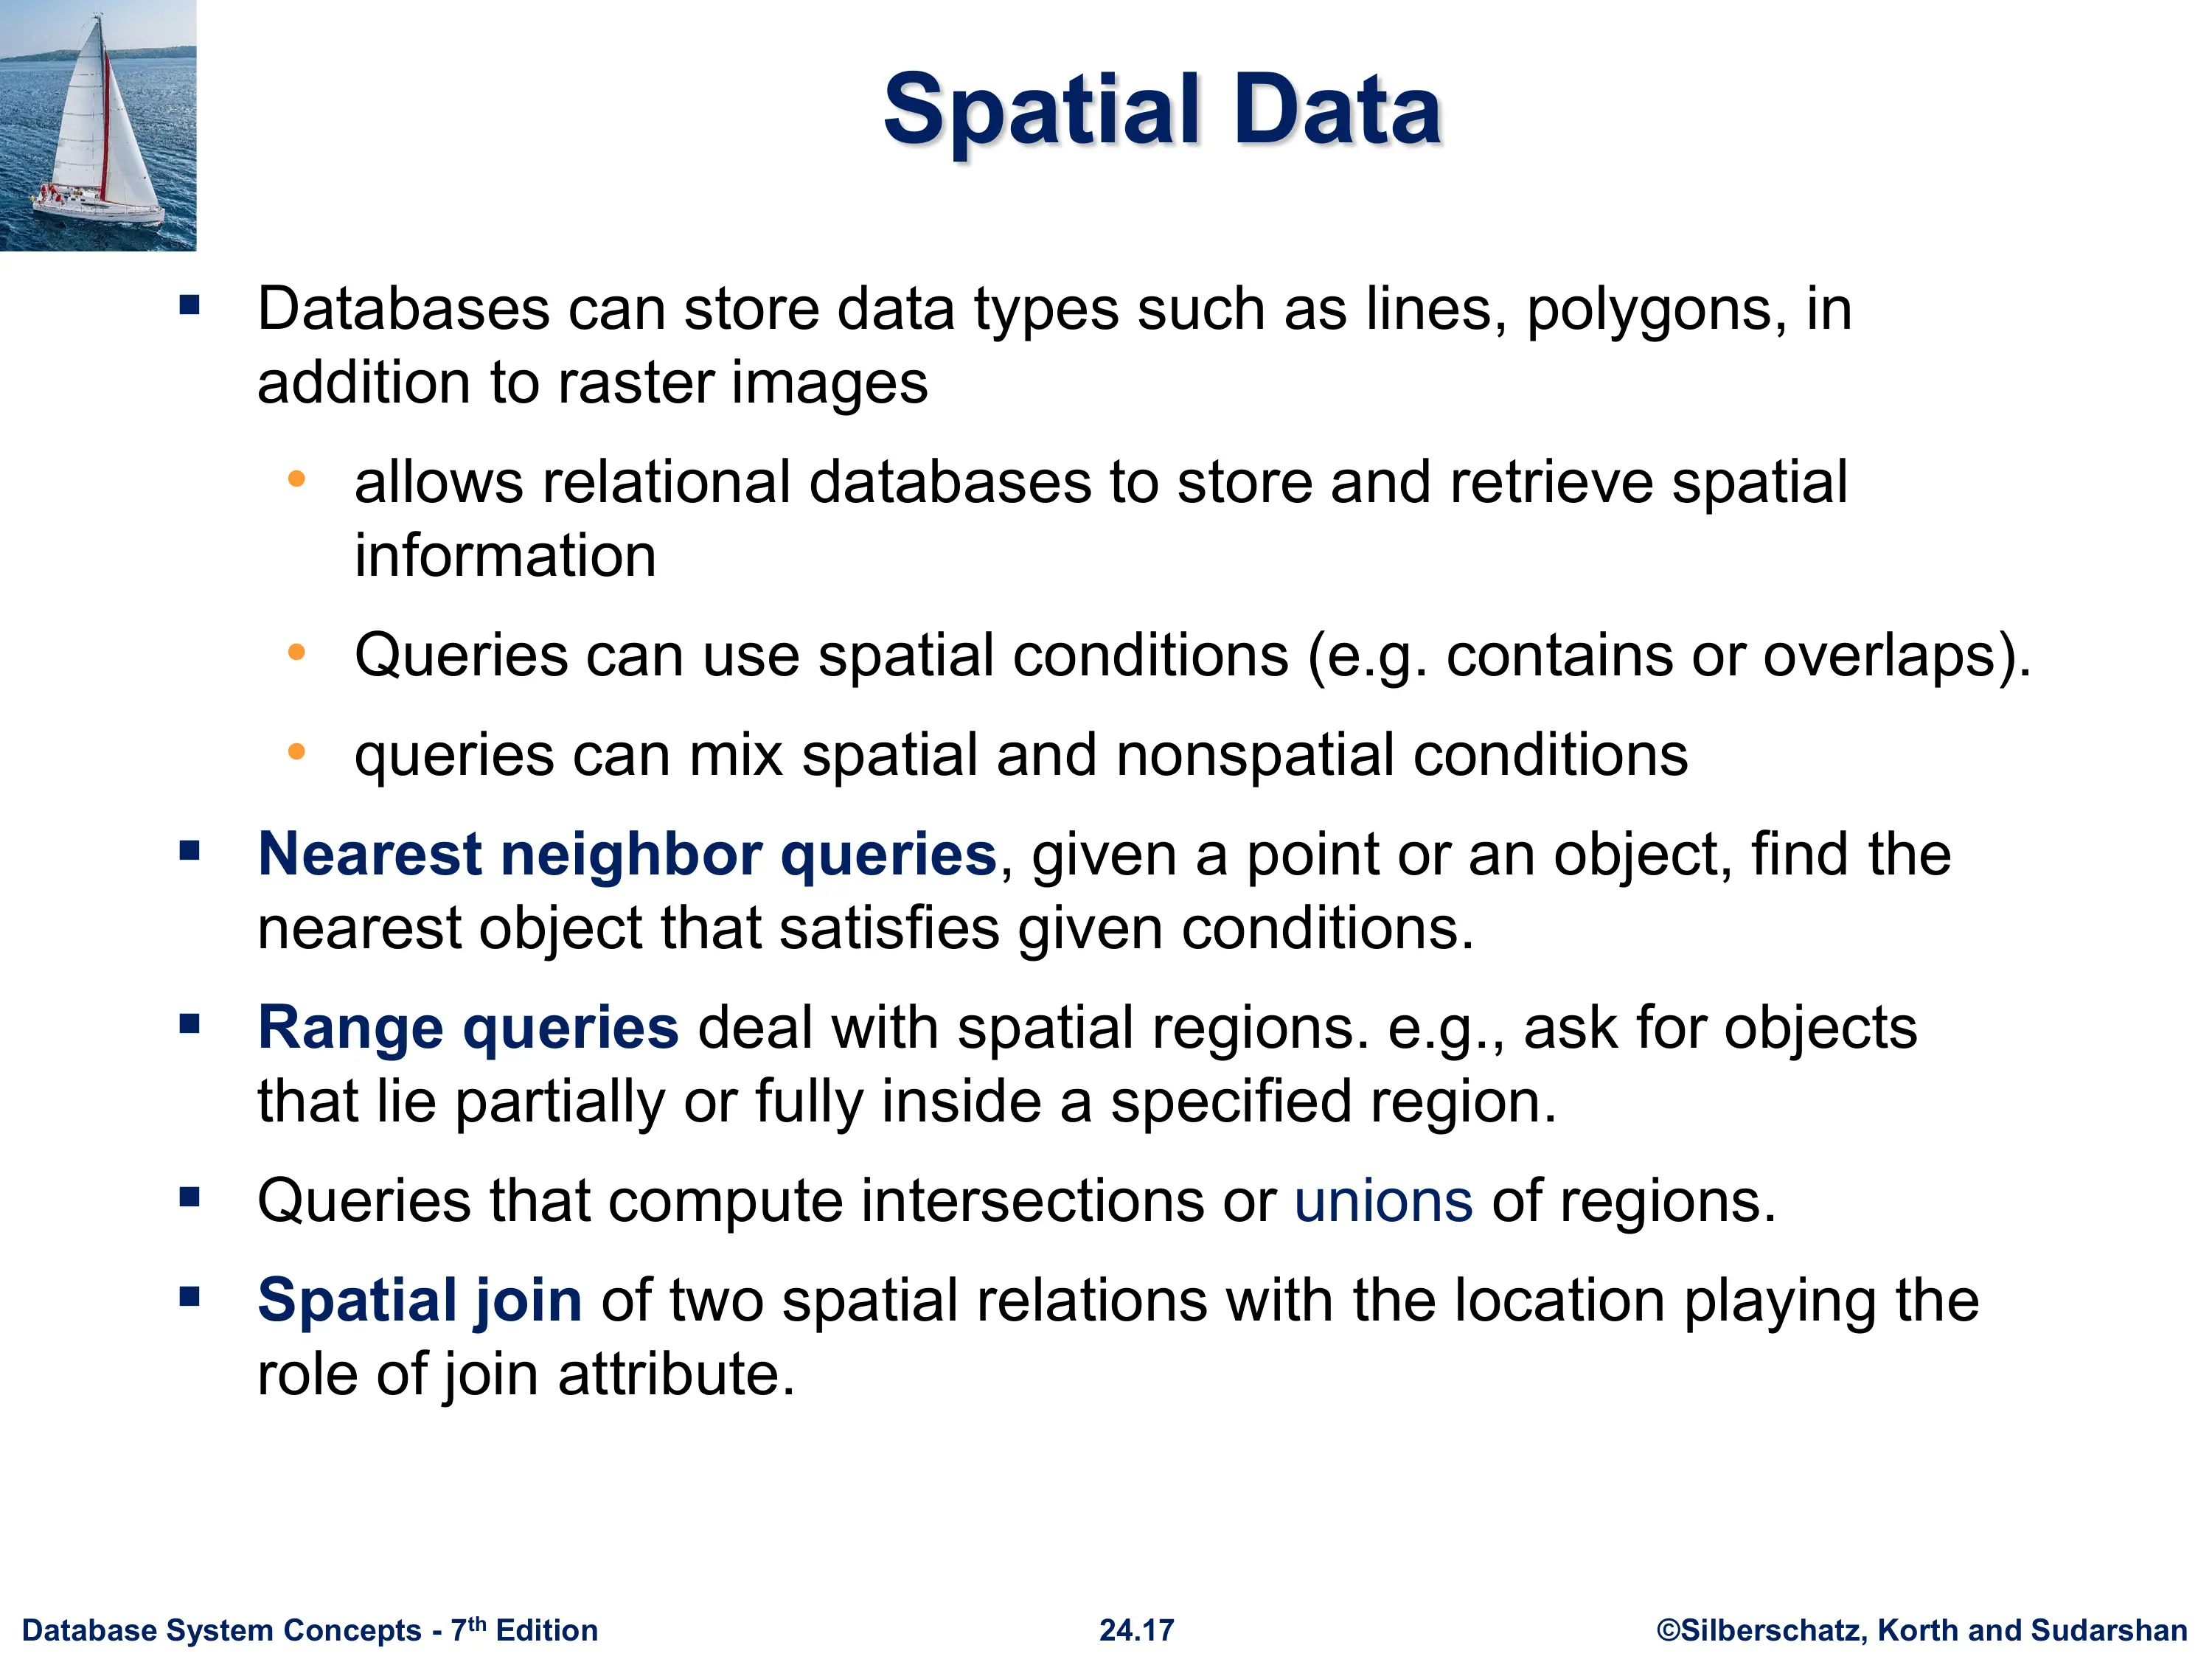 Spatial Data
▪ Databases can store data types such as lines, polygons, in
addition to raster images
• allows relational databases to store and retrieve spatial
information
• Queries can use spatial conditions (e.g. contains or overlaps).
• queries can mix spatial and nonspatial conditions
▪ Nearest neighbor queries, given a point or an object, find the
nearest object that satisfies given conditions.
▪ Range queries deal with spatial regions. e.g., ask for objects
that lie partially or fully inside a specified region.
▪ Queries that compute intersections or unions of regions.
▪ Spatial join of two spatial relations with the location playing the
role of join attribute.
Database System Concepts - 7th Edition
24.17
©Silberschatz, Korth and Sudarshan